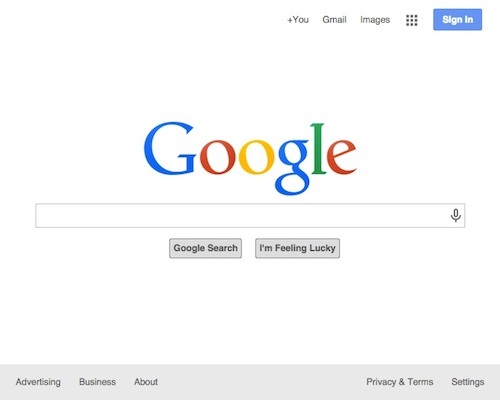 +You Gmail Images Sign In
Google
Google Search I'm Feeling Lucky
Advertising Business About Privacy & Terms Settings